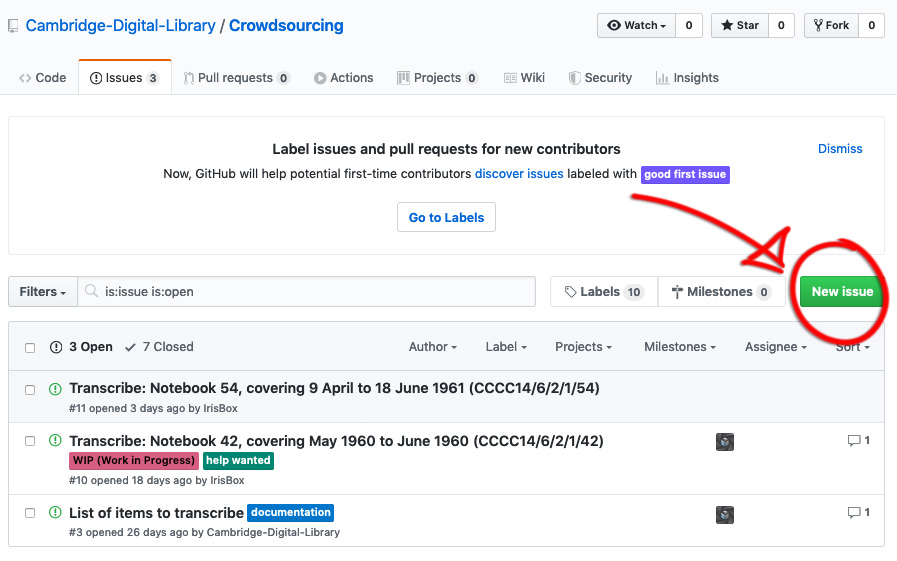 Cambridge-Digital-Library / Crowdsourcing
Watch 0 Star 0 Fork 0
Code Issues 3 Pull requests 0 Actions Projects 0 Wiki Security Insights
Label issues and pull requests for new contributors
Dismiss
Now, GitHub will help potential first-time contributors discover issues labeled with good first issue
Go to Labels
Filters is:issue is:open Labels 10 Milestones 0 New issue
3 Open 7 Closed Author Label Projects Milestones Assignee Sort
Transcribe: Notebook 54, covering 9 April to 18 June 1961 (CCCC14/6/2/1/54)
#11 opened 3 days ago by IrisBox
Transcribe: Notebook 42, covering May 1960 to June 1960 (CCCC14/6/2/1/42) 1
WIP (Work in Progress) help wanted
#10 opened 18 days ago by IrisBox
List of items to transcribe documentation 1
#3 opened 26 days ago by Cambridge-Digital-Library